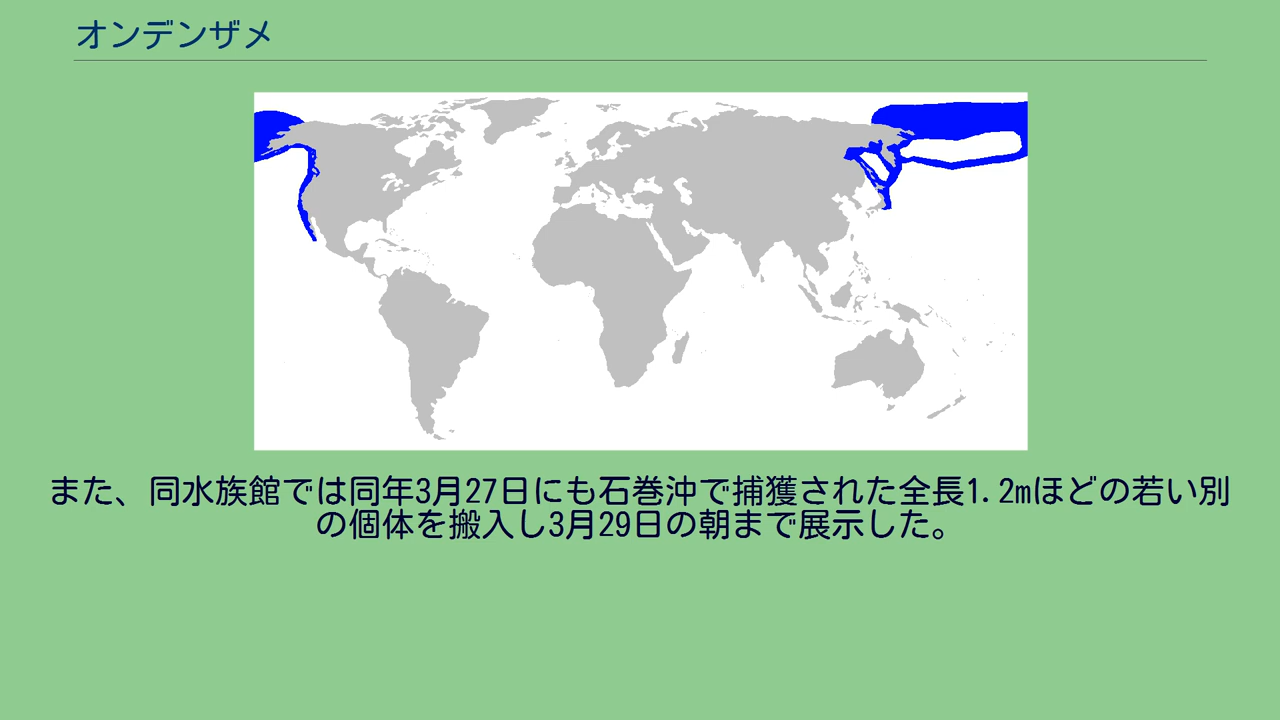 オンデンザメ
また、同水族館では同年3月27日にも石巻沖で捕獲された全長1.2mほどの若い別
の個体を搬入し3月29日の朝まで展示した。